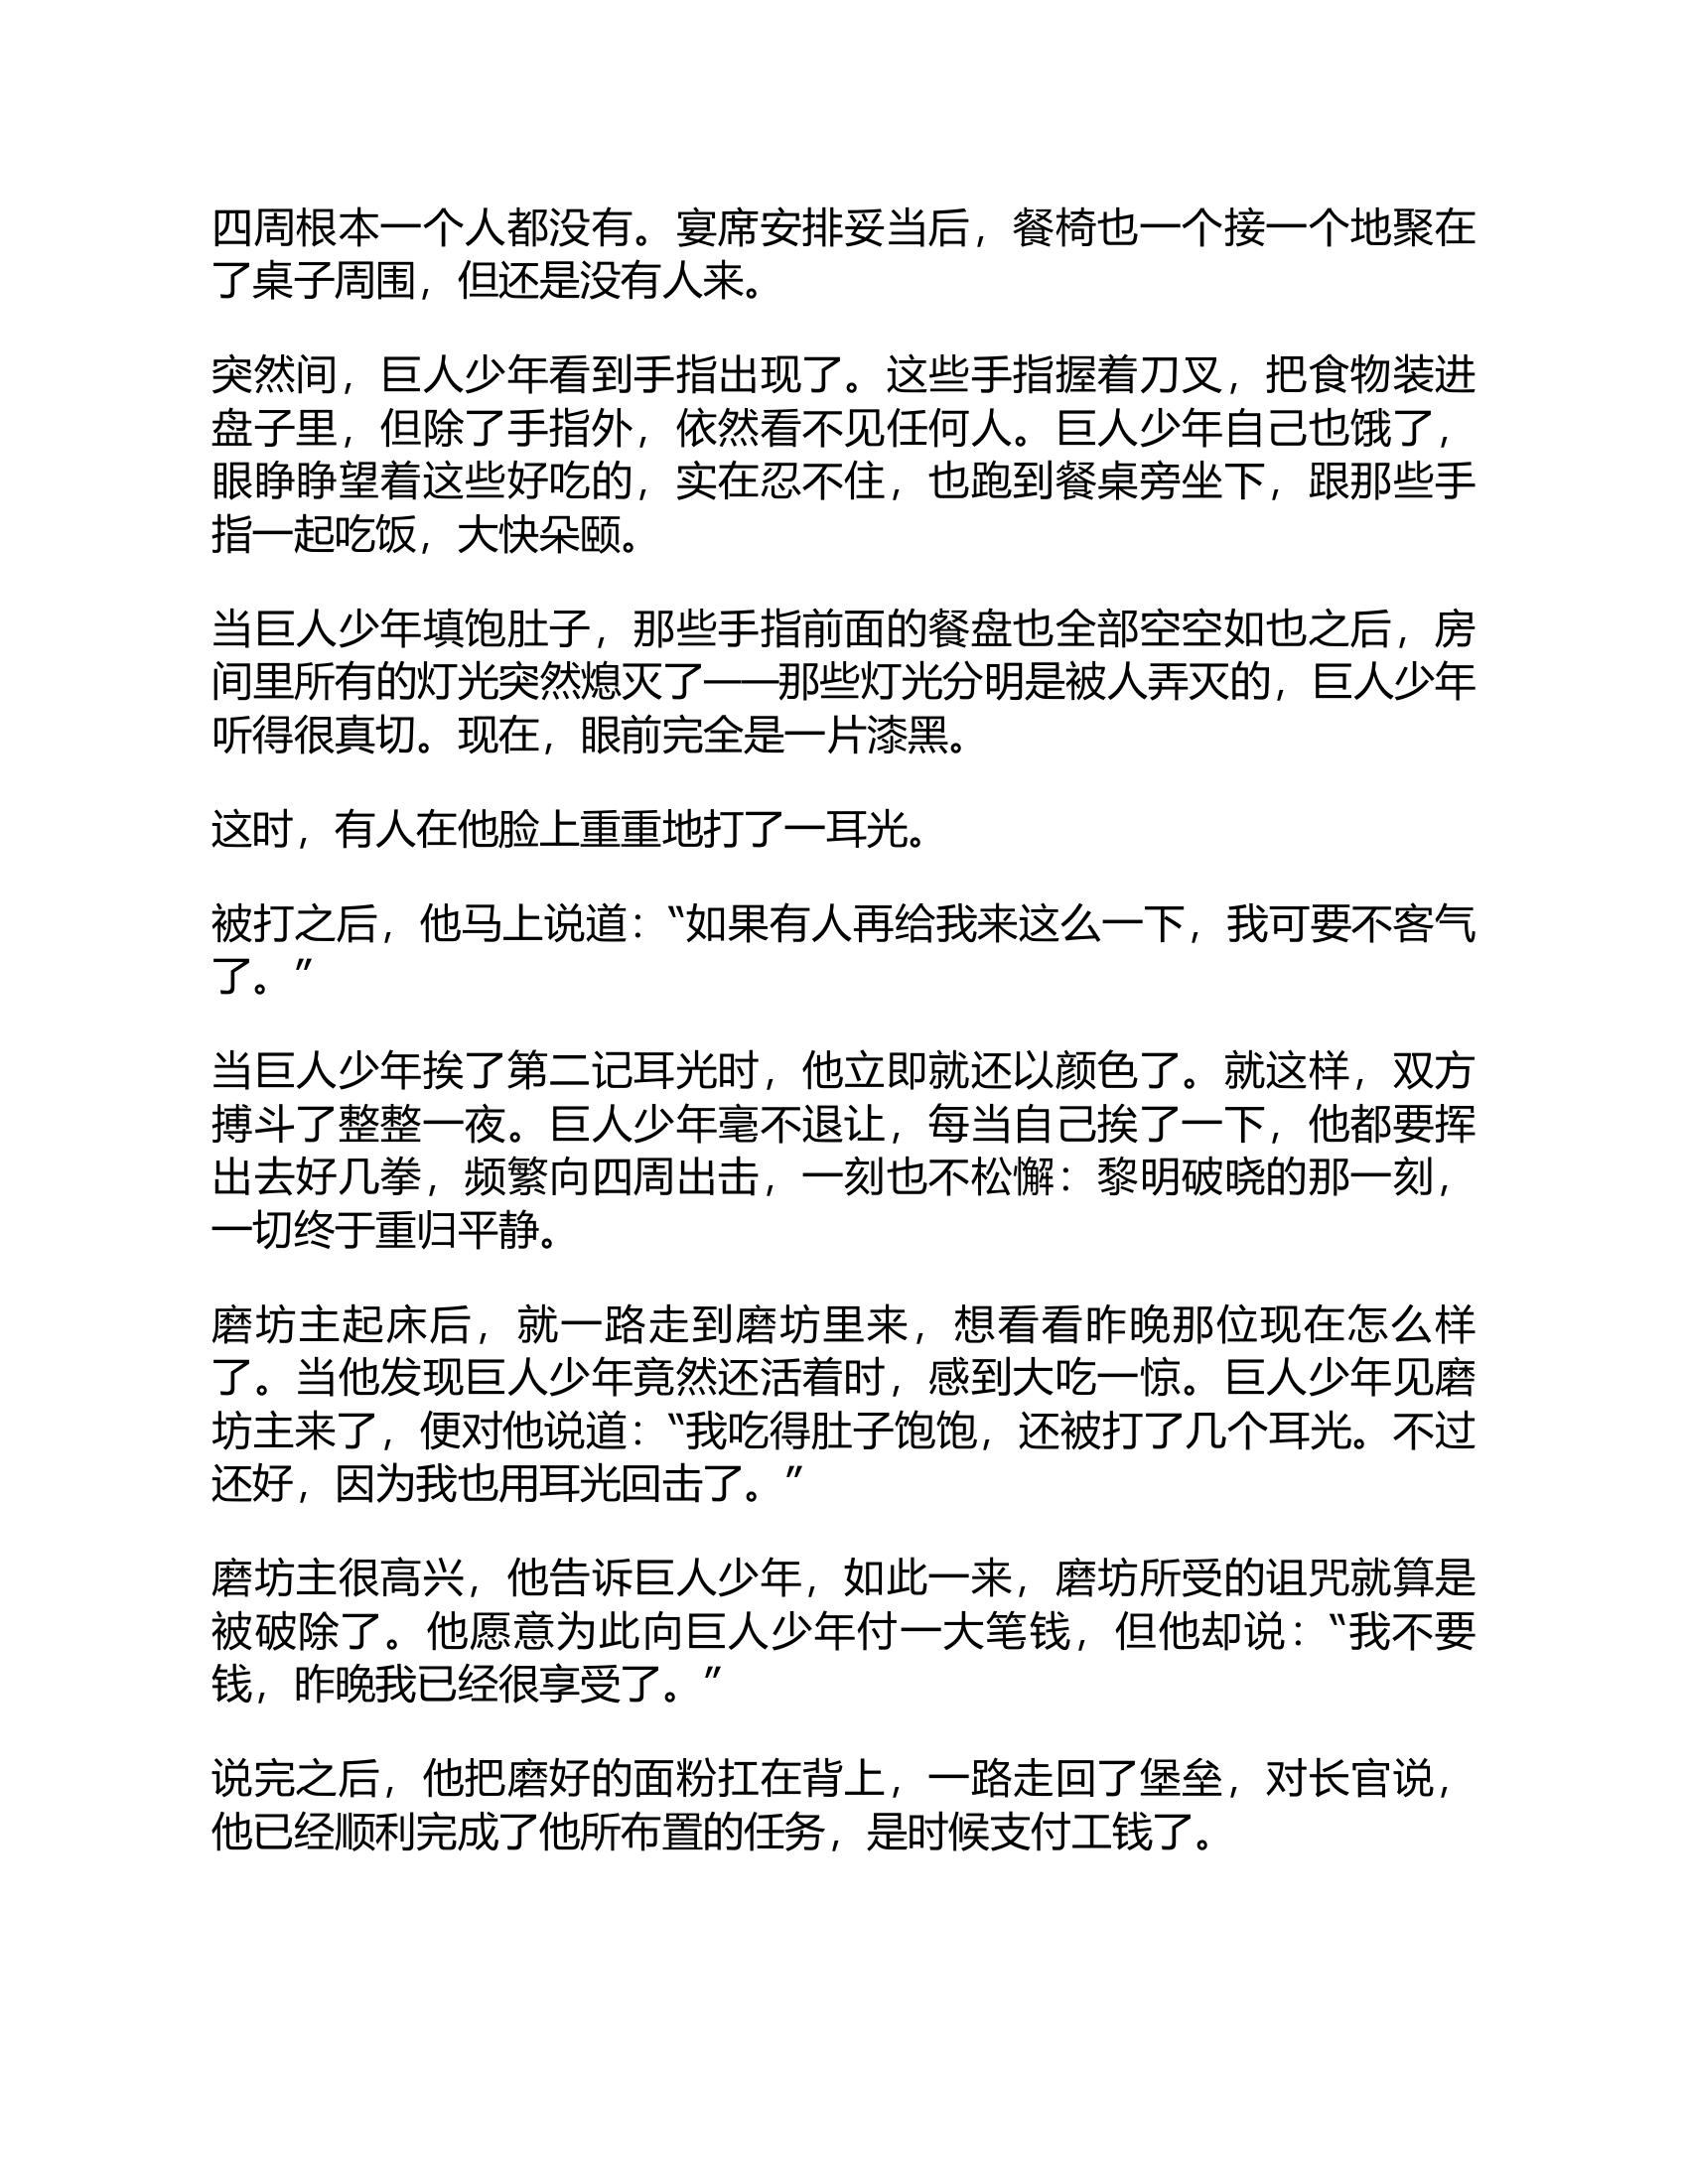 四周根本一个人都没有。宴席安排妥当后，餐椅也一个接一个地聚在
了桌子周围，但还是没有人来。
突然间，巨人少年看到手指出现了。这些手指握着刀叉，把食物装进
盘子里，但除了手指外，依然看不见任何人。巨人少年自己也饿了，
眼睁睁望着这些好吃的，实在忍不住，也跑到餐桌旁坐下，跟那些手
指一起吃饭，大快朵颐。
当巨人少年填饱肚子，那些手指前面的餐盘也全部空空如也之后，房
间里所有的灯光突然熄灭了——那些灯光分明是被人弄灭的，巨人少年
听得很真切。现在，眼前完全是一片漆黑。
这时，有人在他脸上重重地打了一耳光。
被打之后，他马上说道：“如果有人再给我来这么一下，我可要不客气
了。”
当巨人少年挨了第二记耳光时，他立即就还以颜色了。就这样，双方
搏斗了整整一夜。巨人少年毫不退让，每当自己挨了一下，他都要挥
出去好几拳，频繁向四周出击，一刻也不松懈：黎明破晓的那一刻，
一切终于重归平静。
磨坊主起床后，就一路走到磨坊里来，想看看昨晚那位现在怎么样
了。当他发现巨人少年竟然还活着时，感到大吃一惊。巨人少年见磨
坊主来了，便对他说道：“我吃得肚子饱饱，还被打了几个耳光。不过
还好，因为我也用耳光回击了。”
磨坊主很高兴，他告诉巨人少年，如此一来，磨坊所受的诅咒就算是
被破除了。他愿意为此向巨人少年付一大笔钱，但他却说：“我不要
钱，昨晚我已经很享受了。”
说完之后，他把磨好的面粉扛在背上，一路走回了堡垒，对长官说，
他已经顺利完成了他所布置的任务，是时候支付工钱了。